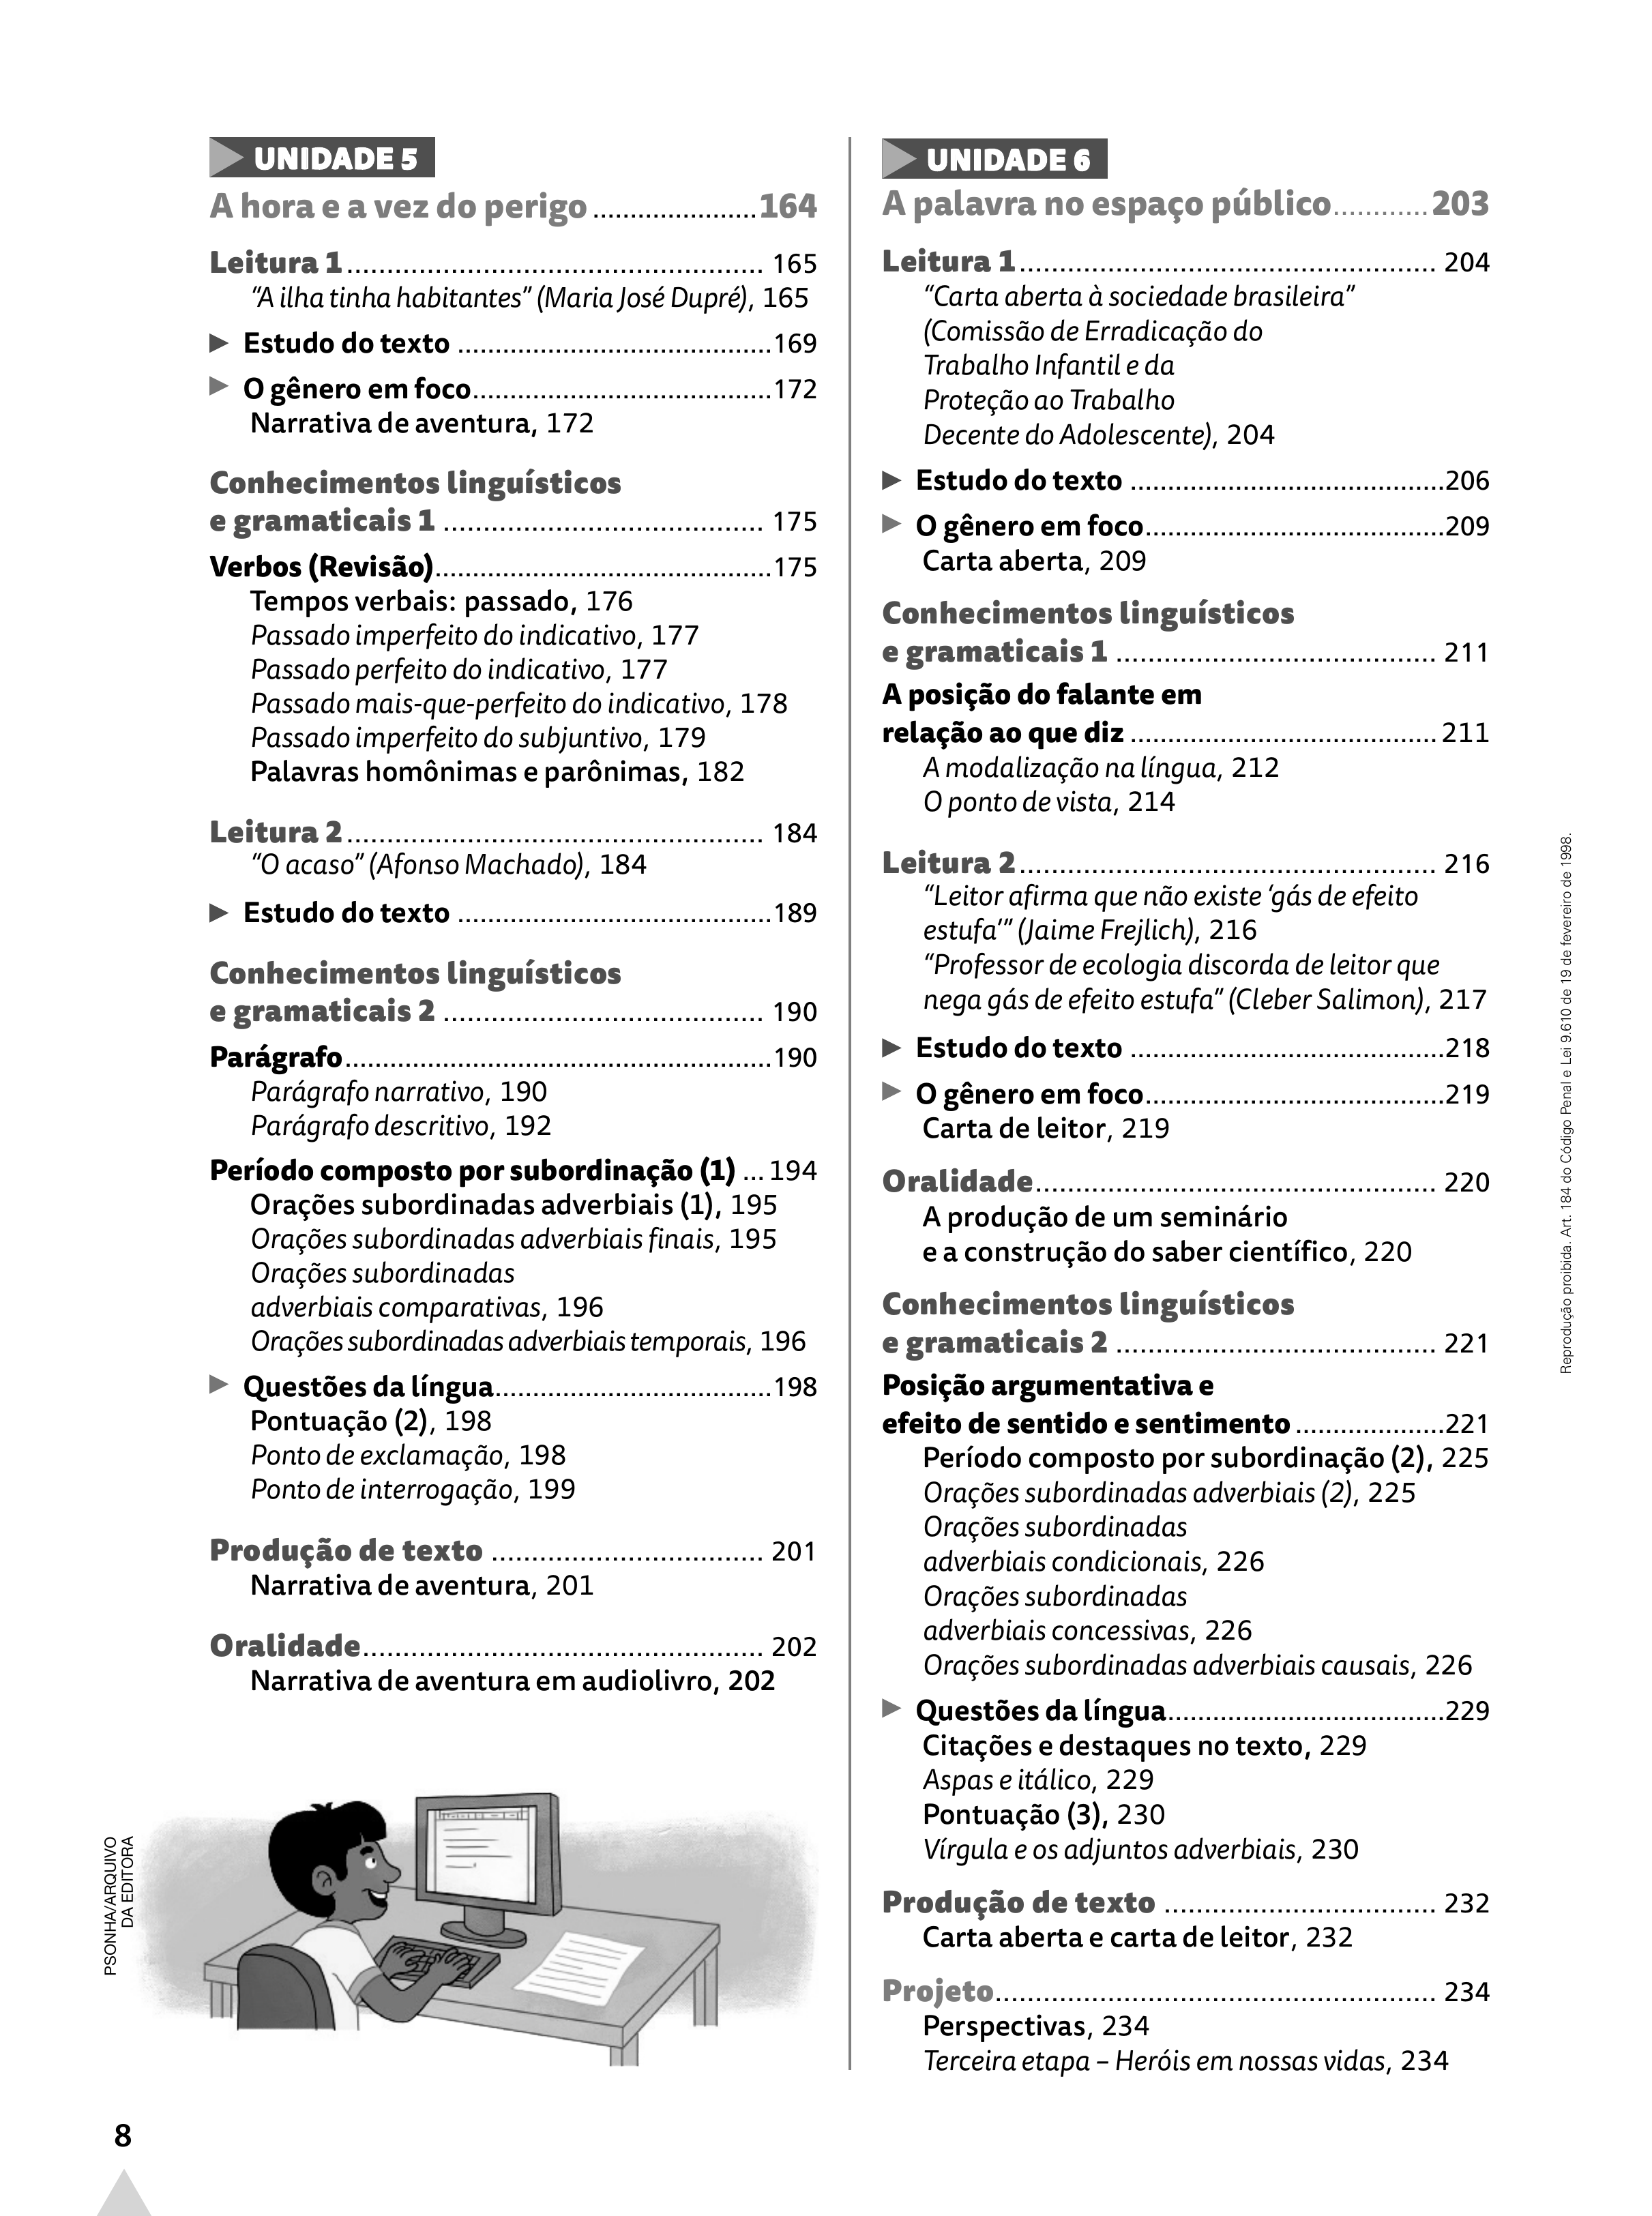 UNIDADE 5
A hora e a vez do perigo ...................... 164
Leitura 1 .................................................... 165
“A ilha tinha habitantes” (Maria José Dupré), 165
Estudo do texto .......................................... 169
O gênero em foco ........................................ 172
Narrativa de aventura, 172
Conhecimentos linguísticos
e gramaticais 1 ........................................ 175
Verbos (Revisão) ............................................. 175
Tempos verbais: passado, 176
Passado imperfeito do indicativo, 177
Passado perfeito do indicativo, 177
Passado mais-que-perfeito do indicativo, 178
Passado imperfeito do subjuntivo, 179
Palavras homônimas e parônimas, 182
Leitura 2 .................................................... 184
“O acaso” (Afonso Machado), 184
Estudo do texto .......................................... 189
Conhecimentos linguísticos
e gramaticais 2 ........................................ 190
Parágrafo ......................................................... 190
Parágrafo narrativo, 190
Parágrafo descritivo, 192
Período composto por subordinação (1) ... 194
Orações subordinadas adverbiais (1), 195
Orações subordinadas adverbiais finais, 195
Orações subordinadas
adverbiais comparativas, 196
Orações subordinadas adverbiais temporais, 196
Questões da língua ..................................... 198
Pontuação (2), 198
Ponto de exclamação, 198
Ponto de interrogação, 199
Produção de texto .................................. 201
Narrativa de aventura, 201
Oralidade .................................................. 202
Narrativa de aventura em audiolivro, 202
PSONHA/ARQUIVO
DA EDITORA
8
UNIDADE 6
A palavra no espaço público ............ 203
Leitura 1 .................................................... 204
“Carta aberta à sociedade brasileira”
(Comissão de Erradicação do
Trabalho Infantil e da
Proteção ao Trabalho
Decente do Adolescente), 204
Estudo do texto .......................................... 206
O gênero em foco ........................................ 209
Carta aberta, 209
Conhecimentos linguísticos
e gramaticais 1 ........................................ 211
A posição do falante em
relação ao que diz ......................................... 211
A modalização na língua, 212
O ponto de vista, 214
Leitura 2 .................................................... 216
“Leitor afirma que não existe ‘gás de efeito
estufa’” (Jaime Frejlich), 216
“Professor de ecologia discorda de leitor que
nega gás de efeito estufa” (Cleber Salimon), 217
Estudo do texto .......................................... 218
O gênero em foco ........................................ 219
Carta de leitor, 219
Oralidade .................................................. 220
A produção de um seminário
e a construção do saber científico, 220
Conhecimentos linguísticos
e gramaticais 2 ........................................ 221
Posição argumentativa e
efeito de sentido e sentimento .................... 221
Período composto por subordinação (2), 225
Orações subordinadas adverbiais (2), 225
Orações subordinadas
adverbiais condicionais, 226
Orações subordinadas
adverbiais concessivas, 226
Orações subordinadas adverbiais causais, 226
Questões da língua ..................................... 229
Citações e destaques no texto, 229
Aspas e itálico, 229
Pontuação (3), 230
Vírgula e os adjuntos adverbiais, 230
Produção de texto .................................. 232
Carta aberta e carta de leitor, 232
Projeto ....................................................... 234
Perspectivas, 234
Terceira etapa – Heróis em nossas vidas, 234
Reprodução proibida. Art. 184 do Código Penal e Lei 9.610 de 19 de fevereiro de 1998.